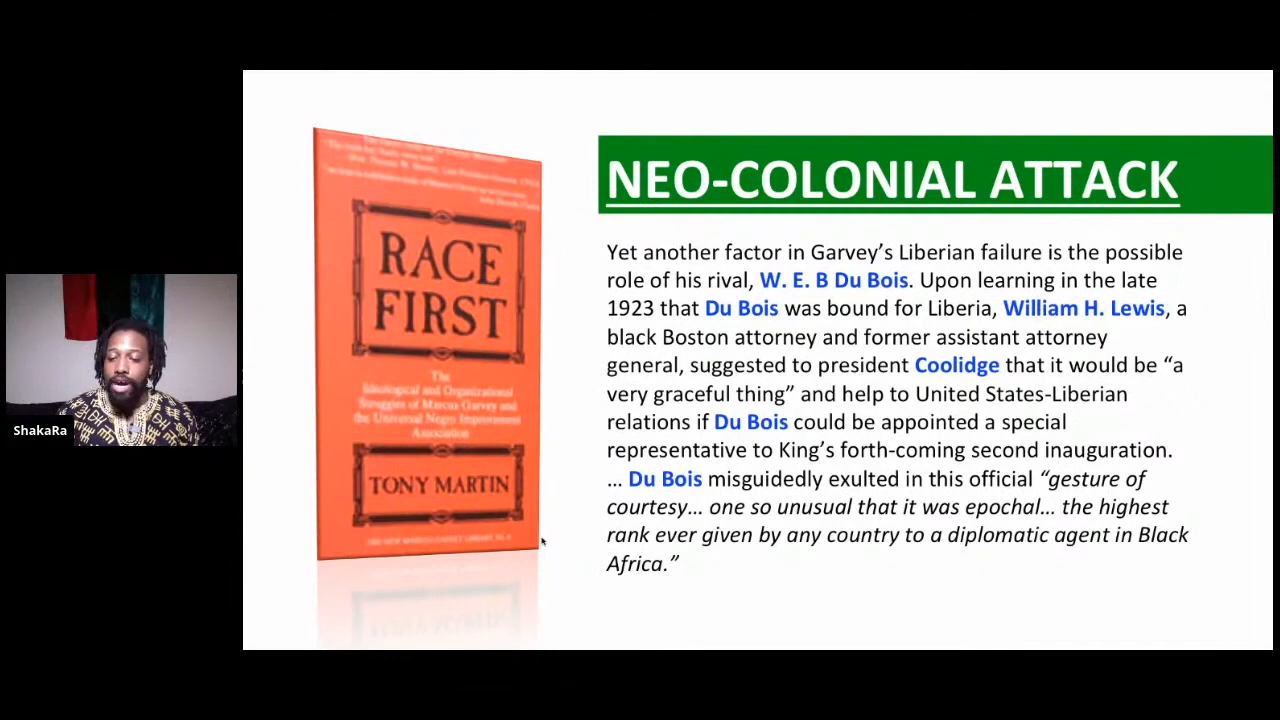 ShakaRa
RACE
FIRST
The
Ideological and Organizational
Struggles of Marcus Garvey and
the Universal Negro Improvement
Association
TONY MARTIN
NEO-COLONIAL ATTACK
Yet another factor in Garvey’s Liberian failure is the possible
role of his rival, W. E. B Du Bois. Upon learning in the late
1923 that Du Bois was bound for Liberia, William H. Lewis, a
black Boston attorney and former assistant attorney
general, suggested to president Coolidge that it would be “a
very graceful thing” and help to United States-Liberian
relations if Du Bois could be appointed a special
representative to King’s forth-coming second inauguration.
… Du Bois misguidedly exulted in this official “gesture of
courtesy… one so unusual that it was epochal… the highest
rank ever given by any country to a diplomatic agent in Black
Africa.”